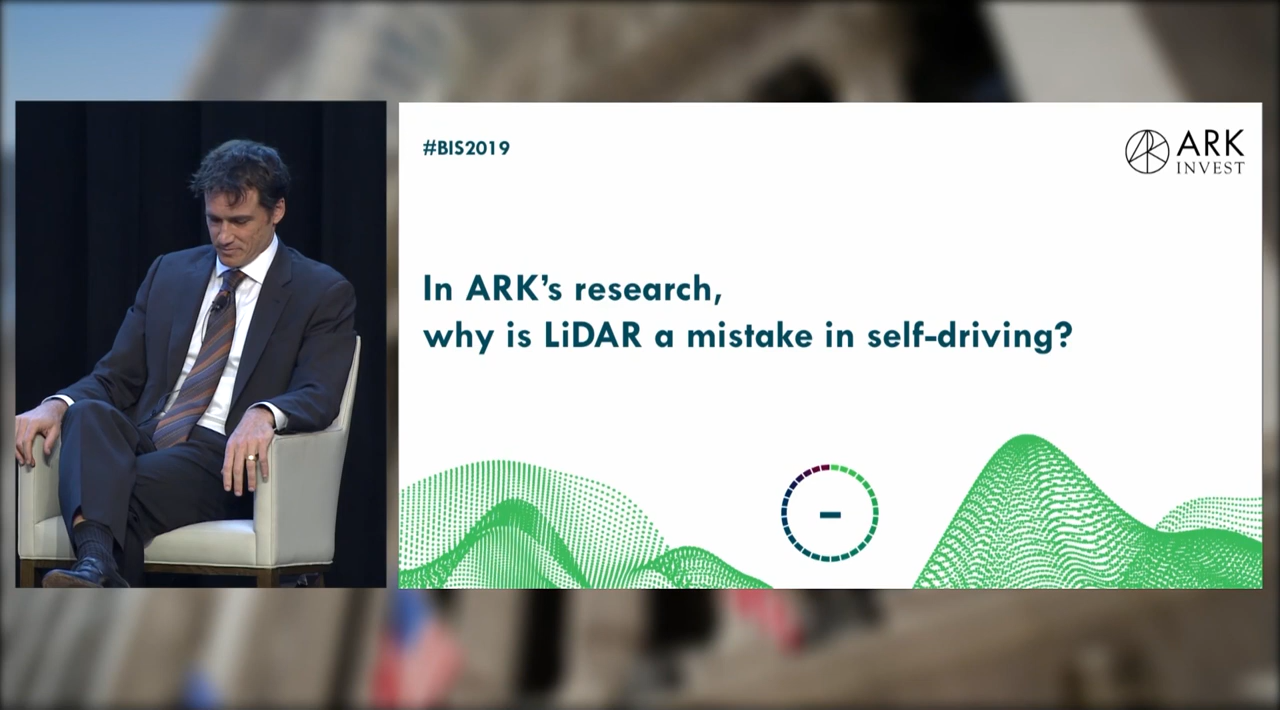 #BIS2019
ARK
INVEST
In ARK’s research,
why is LiDAR a mistake in self-driving?